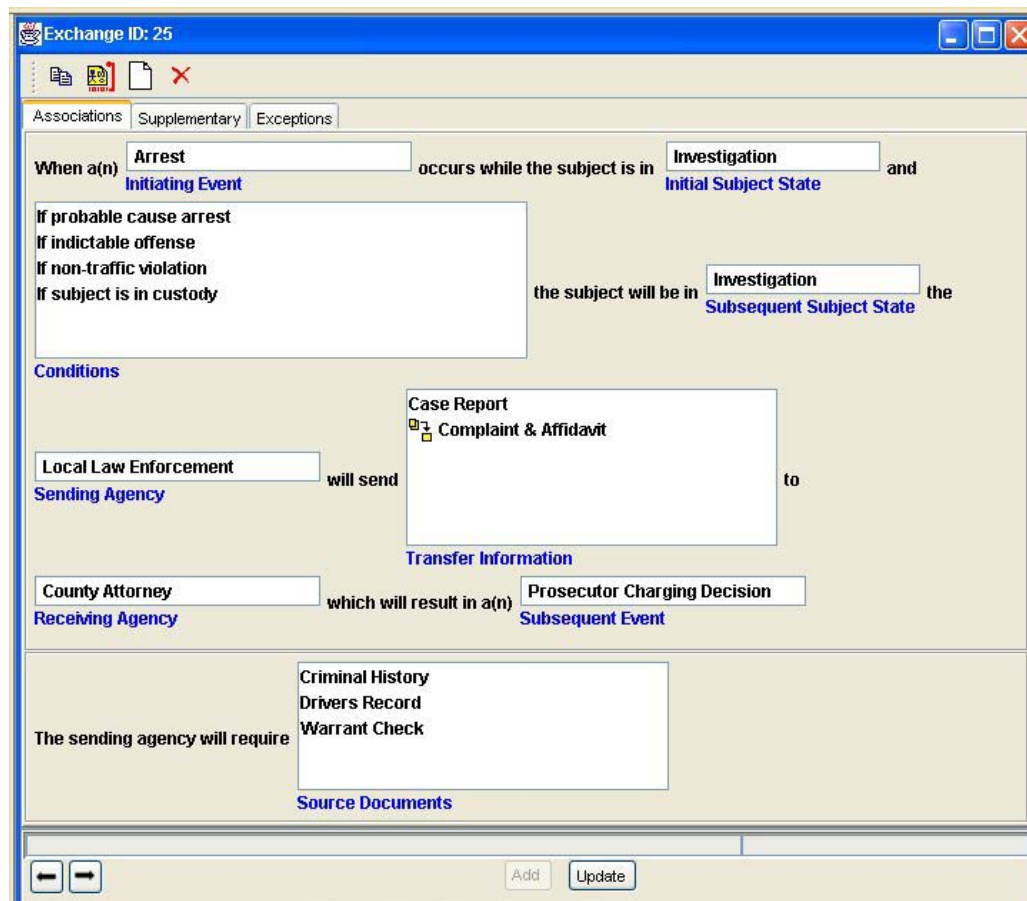 Exchange ID: 25
Associations Supplementary Exceptions
When a(n) Arrest occurs while the subject is in Investigation and
Initiating Event Initial Subject State
If probable cause arrest
If indictable offense
If non-traffic violation
If subject is in custody
the subject will be in Investigation the
Subsequent Subject State
Conditions
Case Report
Complaint & Affidavit
Local Law Enforcement will send to
Sending Agency
Transfer Information
County Attorney which will result in a(n) Prosecutor Charging Decision
Receiving Agency Subsequent Event
Criminal History
Drivers Record
Warrant Check
The sending agency will require
Source Documents
Add Update